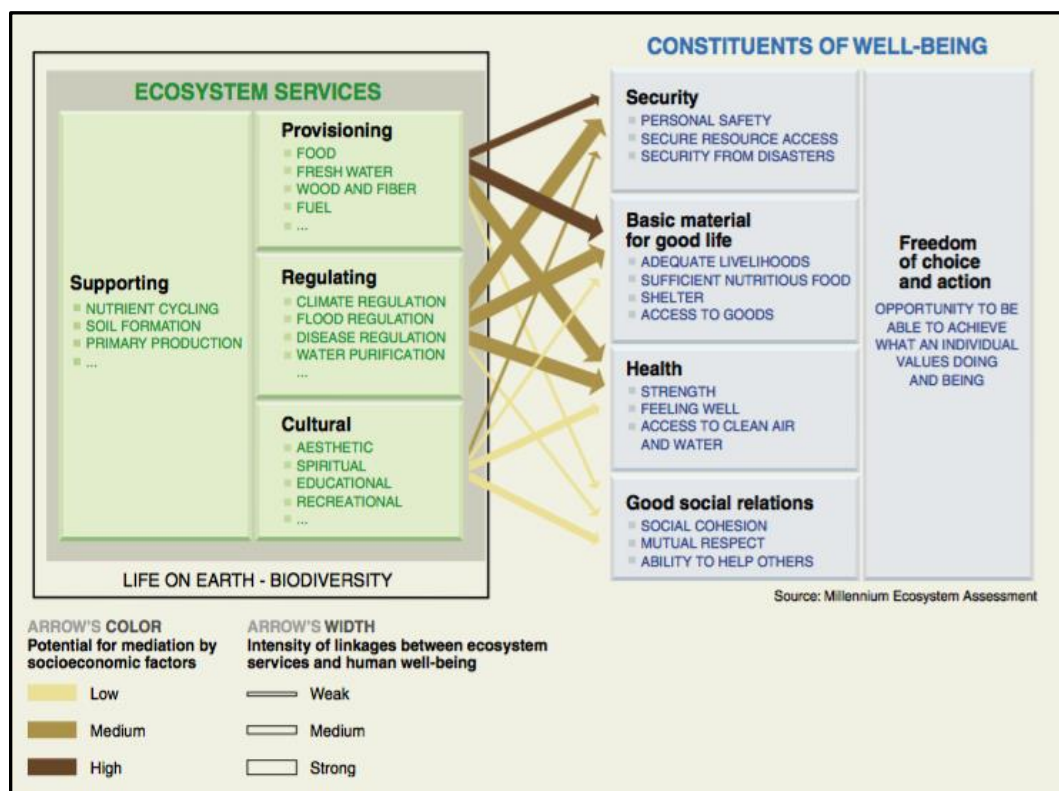 ECOSYSTEM SERVICES
Supporting
NUTRIENT CYCLING
SOIL FORMATION
PRIMARY PRODUCTION
...
Provisioning
FOOD
FRESH WATER
WOOD AND FIBER
FUEL
...
Regulating
CLIMATE REGULATION
FLOOD REGULATION
DISEASE REGULATION
WATER PURIFICATION
...
Cultural
AESTHETIC
SPIRITUAL
EDUCATIONAL
RECREATIONAL
...
LIFE ON EARTH - BIODIVERSITY
CONSTITUENTS OF WELL-BEING
Security
PERSONAL SAFETY
SECURE RESOURCE ACCESS
SECURITY FROM DISASTERS
Basic material
for good life
ADEQUATE LIVELIHOODS
SUFFICIENT NUTRITIOUS FOOD
SHELTER
ACCESS TO GOODS
Health
STRENGTH
FEELING WELL
ACCESS TO CLEAN AIR
AND WATER
Good social relations
SOCIAL COHESION
MUTUAL RESPECT
ABILITY TO HELP OTHERS
Freedom
of choice
and action
OPPORTUNITY TO BE
ABLE TO ACHIEVE
WHAT AN INDIVIDUAL
VALUES DOING
AND BEING
Source: Millennium Ecosystem Assessment
ARROW'S COLOR
Potential for mediation by
socioeconomic factors
Low
Medium
High
ARROW'S WIDTH
Intensity of linkages between ecosystem
services and human well-being
Weak
Medium
Strong